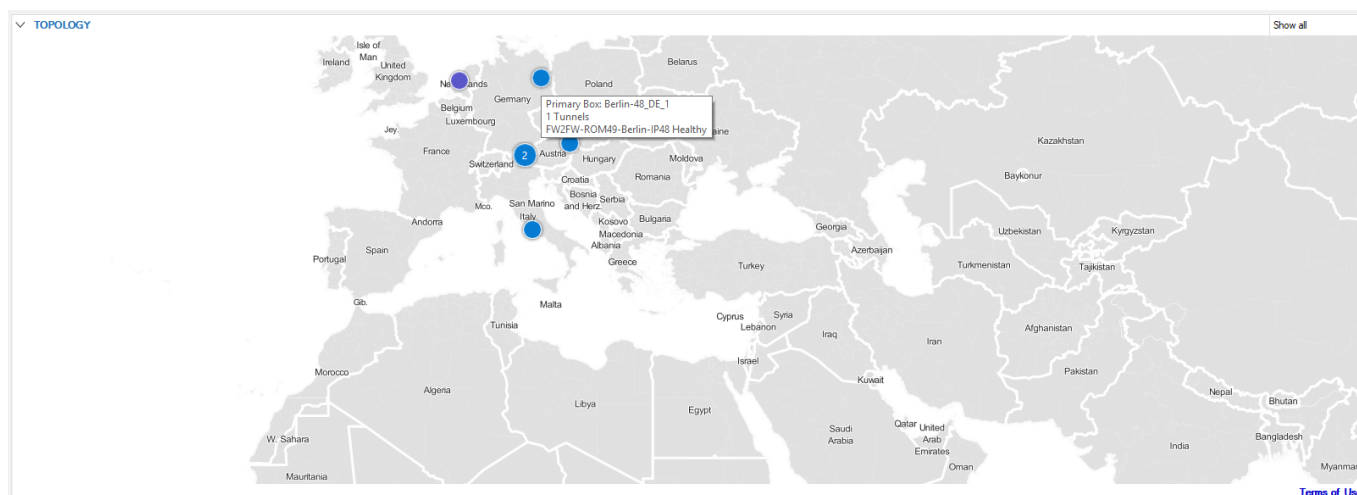 TOPOLOGY
Show all
Isle of
Man
Ireland
United
Kingdom
Belarus
Poland
Germany
Belgium
Luxembourg
Primary Box: Berlin-48_DE_1
1 Tunnels
FW2FW-ROM49-Berlin-IP48 Healthy
Jey.
France
2
Austria
Switzerland
Hungary
Moldova
Kazakhstan
Romania
Baykonur
Croatia
Bosnia
and Herz.
Serbia
San Marino
Mco.
Italy
Andorra
Kosovo
Bulgaria
Macedonia
Albania
Georgia
Uzbekistan
Kyrgyzstan
Azerbaijan
Spain
Portugal
Greece
Turkey
Turkmenistan
Tajikistan
Gib.
Malta
Tunisia
Cyprus
Syria
Lebanon
Iraq
Iran
Afghanistan
Israel
Morocco
Pakistan
Kuwait
Algeria
Libya
Egypt
Nepal
Bhutan
Saudi
Arabia
Qatar
United
Arab
Emirates
W. Sahara
Oman
India
Bangladesh
Mauritania
Myanmar
Terms of Us